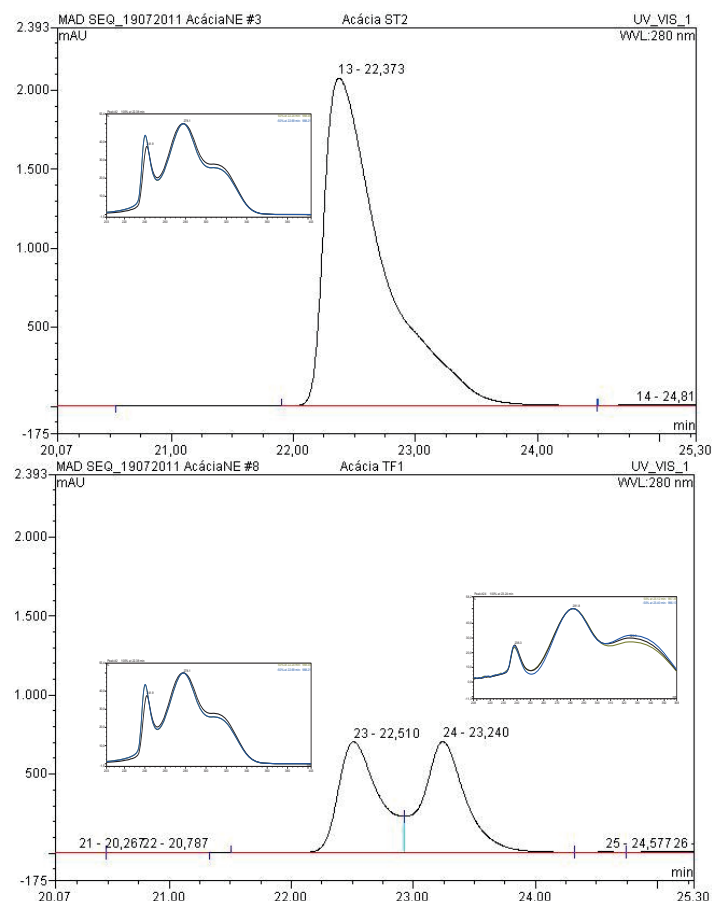 MAD SEQ_19072011 AcáciaNE #3 Acácia ST2 UV_VIS_1
2.393
mAU WVL:280 nm
13 - 22,373
2.000
1.500
1.000
500
14 - 24,81
-175 min
20,07 21,00 22,00 23,00 24,00 25,30
MAD SEQ_19072011 AcáciaNE #8 Acácia TF1 UV_VIS_1
2.393
mAU WVL:280 nm
2.000
1.500
1.000
23 - 22,510 24 - 23,240
500
21 - 20,267 22 - 20,787 25 - 24,577 26 -
-175 min
20,07 21,00 22,00 23,00 24,00 25,30